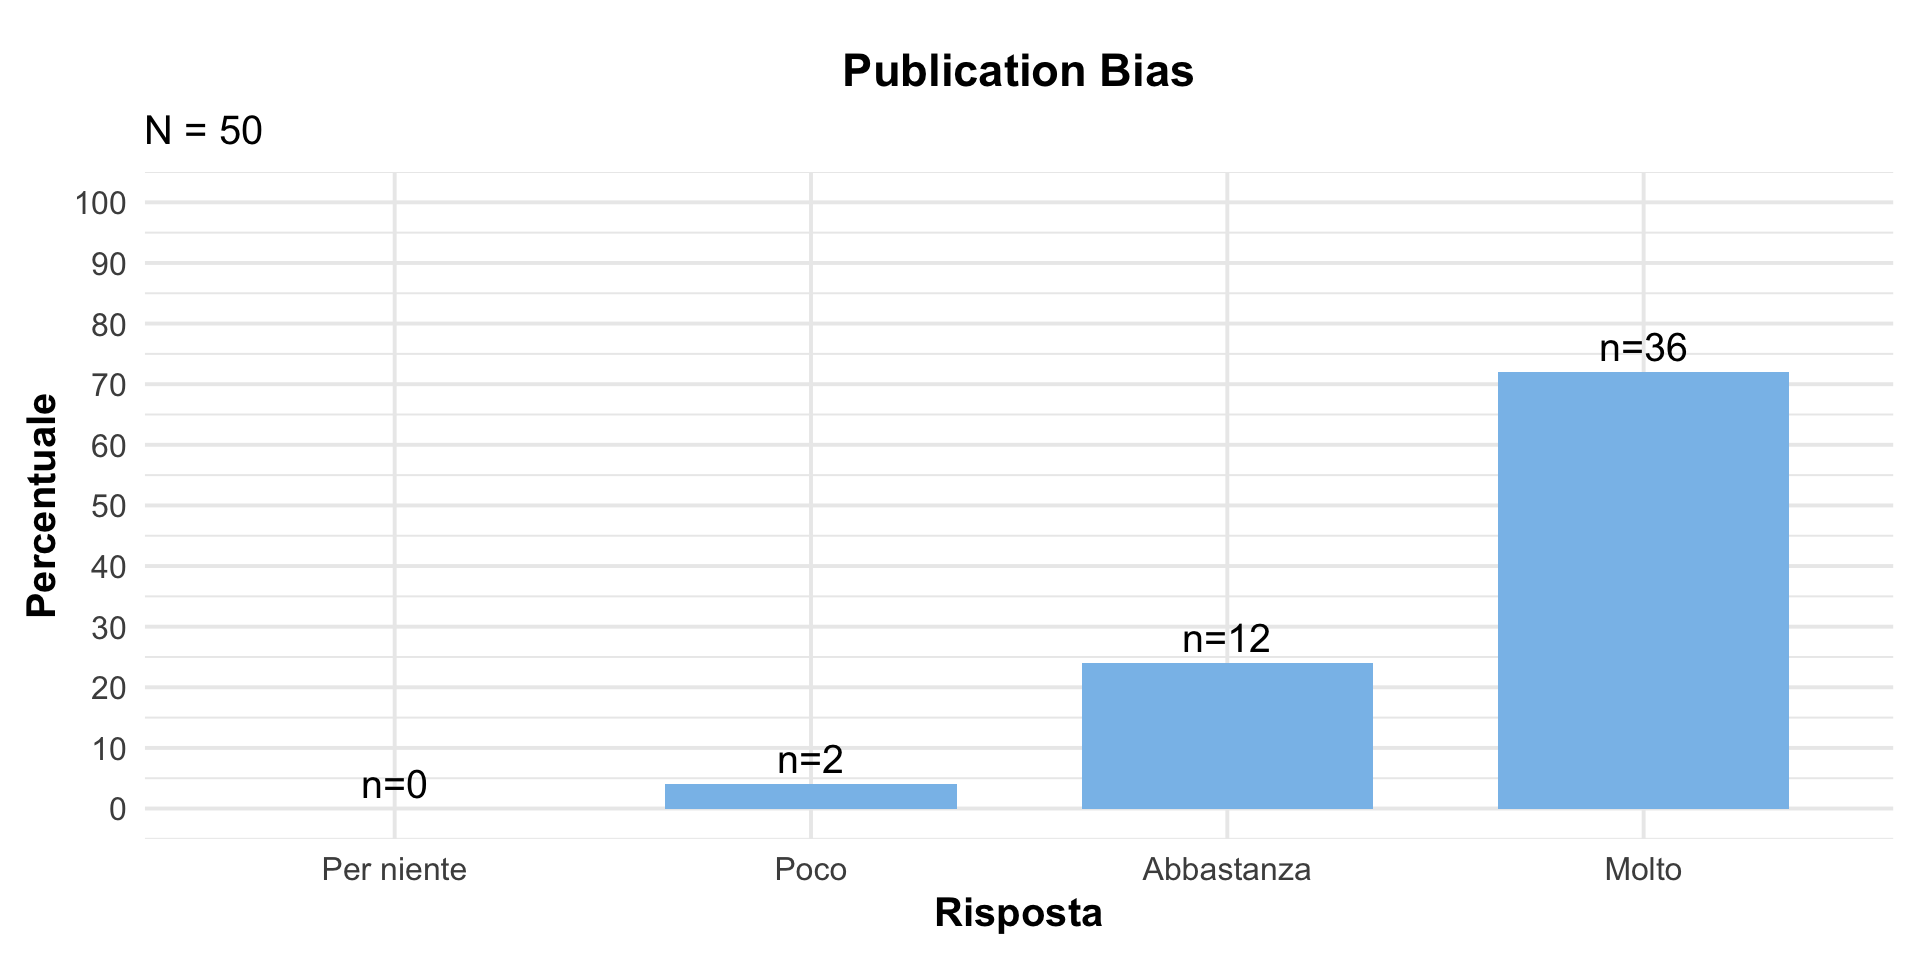 Publication Bias
N = 50
Percentuale
100
90
80
70
60
50
40
30
20
10
0
n=0
n=2
n=12
n=36
Per niente
Poco
Abbastanza
Molto
Risposta